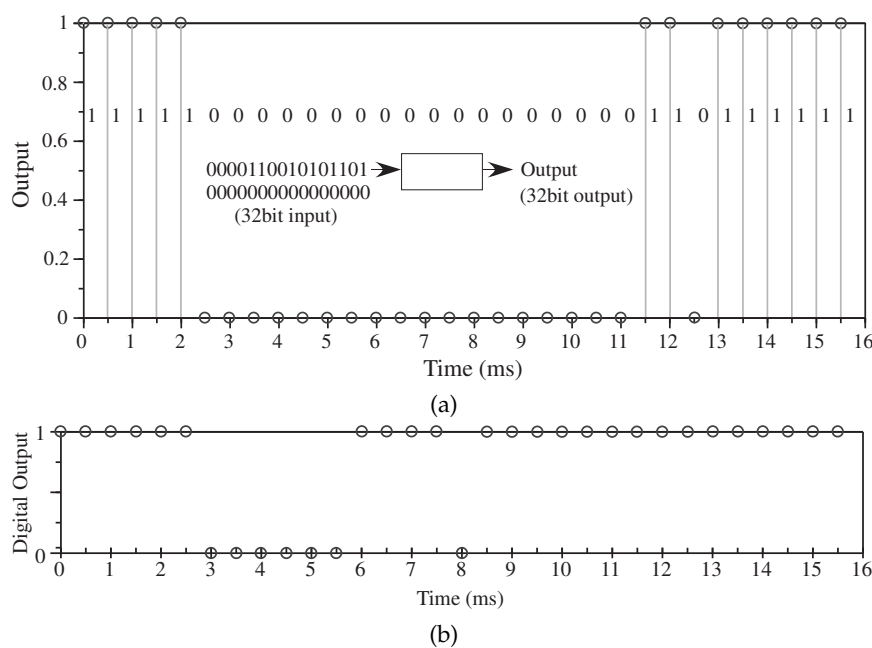 1
0.8
1 1 1 1 1 0 0 0 0 0 0 0 0 0 0 0 0 0 0 0 0 0 0 1 1 0 1 1 1 1 1 1
0.6
0.4
0.2
0
Output
0000110010101101
0000000000000000
(32bit input)
Output
(32bit output)
0 1 2 3 4 5 6 7 8 9 10 11 12 13 14 15 16
Time (ms)
(a)
1
0
Digital Output
0 1 2 3 4 5 6 7 8 9 10 11 12 13 14 15 16
Time (ms)
(b)